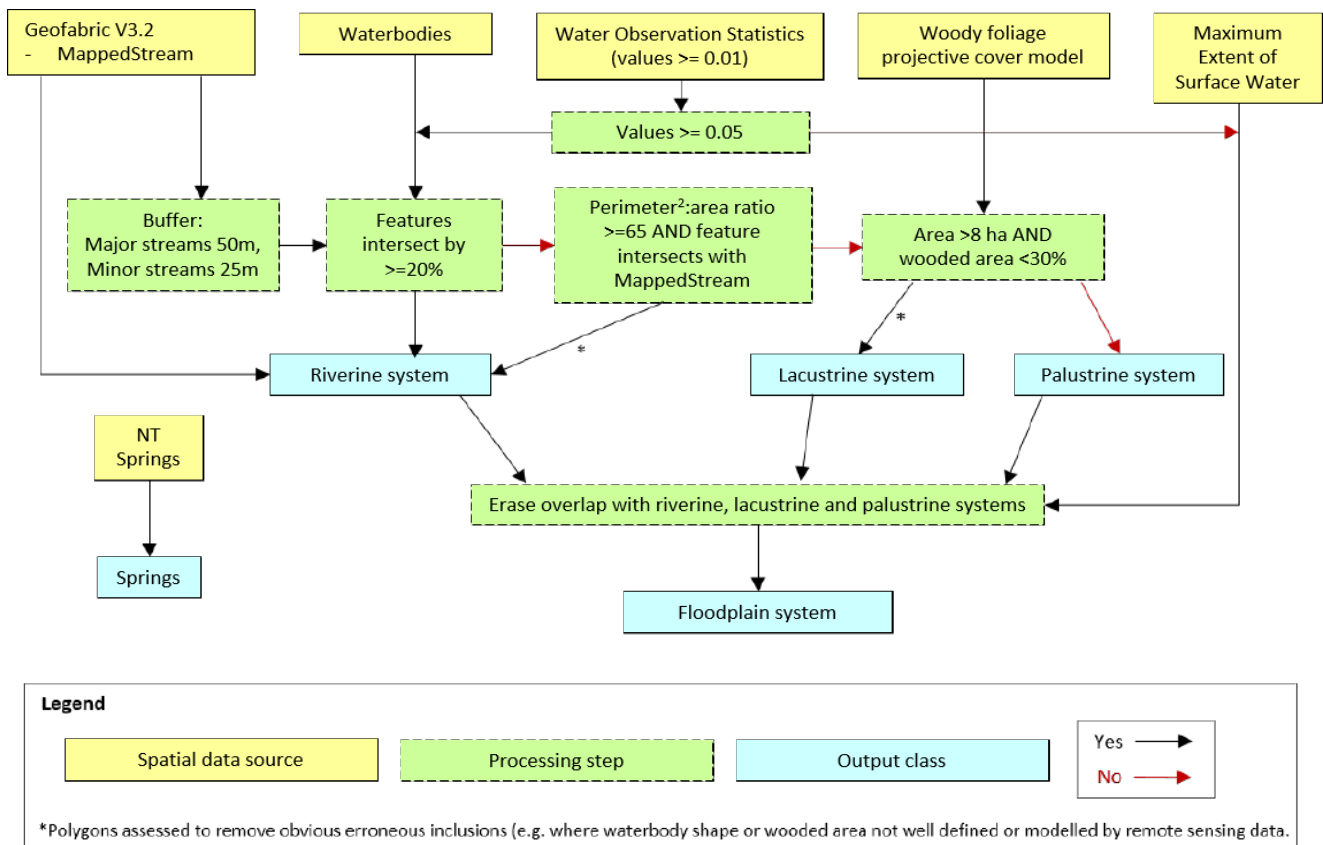 Geofabric V3.2
- MappedStream
Waterbodies
Water Observation Statistics
(values >= 0.01)
Woody foliage
projective cover model
Maximum
Extent of
Surface Water
Values >= 0.05
Buffer:
Major streams 50m,
Minor streams 25m
Features
intersect by
>=20%
Perimeter²:area ratio
>=65 AND feature
intersects with
MappedStream
Area >8 ha AND
wooded area <30%
*
*
Riverine system
Lacustrine system
Palustrine system
NT
Springs
Erase overlap with riverine, lacustrine and palustrine systems
Springs
Floodplain system
Legend
Spatial data source
Processing step
Output class
Yes
No
*Polygons assessed to remove obvious erroneous inclusions (e.g. where waterbody shape or wooded area not well defined or modelled by remote sensing data.